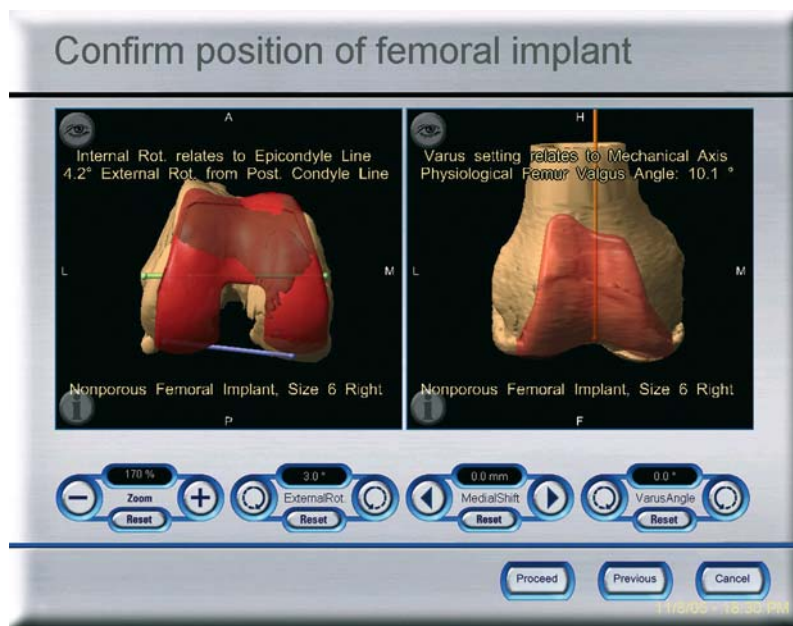 Confirm position of femoral implant
A
Internal Rot. relates to Epicondyle Line
4.2° External Rot. from Post. Condyle Line
L
M
Nonporous Femoral Implant, Size 6 Right
i
P
H
Varus setting relates to Mechanical Axis
Physiological Femur Valgus Angle: 10.1 °
L
M
Nonporous Femoral Implant, Size 6 Right
i
F
170 %
Zoom
Reset
3.0 °
ExternalRot.
Reset
0.0 mm
MedialShift
Reset
0.0 °
VarusAngle
Reset
Proceed
Previous
Cancel
11/8/05 - 18:30 PM